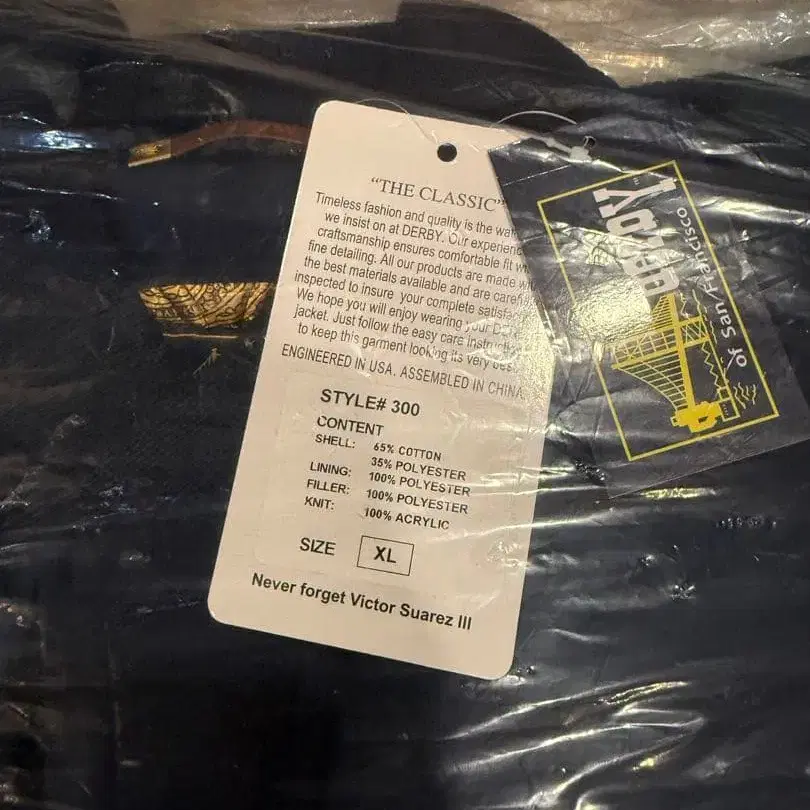 “THE CLASSIC”
Timeless fashion and quality is the
we insist on at DERBY. Our
craftsmanship ensures comfortable fit
fine detailing. All our products are made
the best materials available and are
inspected to insure your complete
We hope you will enjoy wearing your
jacket. Just follow the easy care
to keep this garment looking its very best.
ENGINEERED IN USA. ASSEMBLED IN CHINA
STYLE# 300
CONTENT
SHELL: 65% COTTON
35% POLYESTER
LINING: 100% POLYESTER
FILLER: 100% POLYESTER
KNIT: 100% ACRYLIC
SIZE XL
Never forget Victor Suarez III
of San Francisco